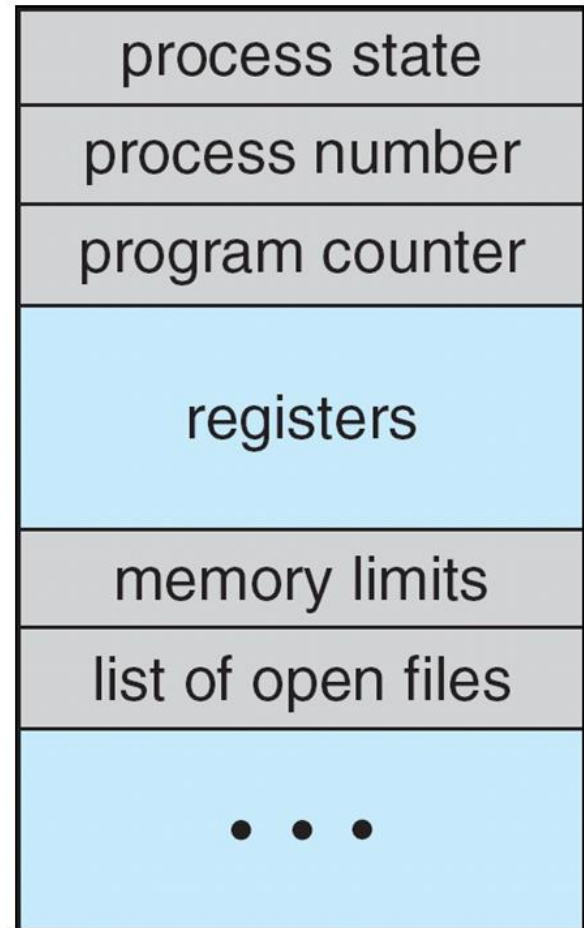 process state
process number
program counter
registers
memory limits
list of open files
• • •